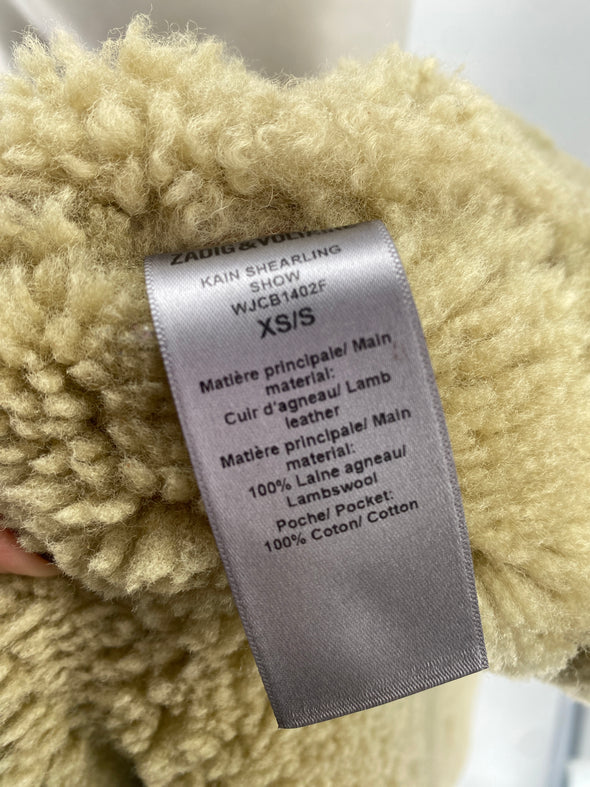 ZADIG&VOLTAIRE
KAIN SHEARLING
SHOW
WJCB1402F
XS/S
Matière principale/ Main
material:
Cuir d'agneau/ Lamb
leather
Matière principale/ Main
material:
100% Laine agneau/
Lambswool
Poche/ Pocket:
100% Coton/ Cotton